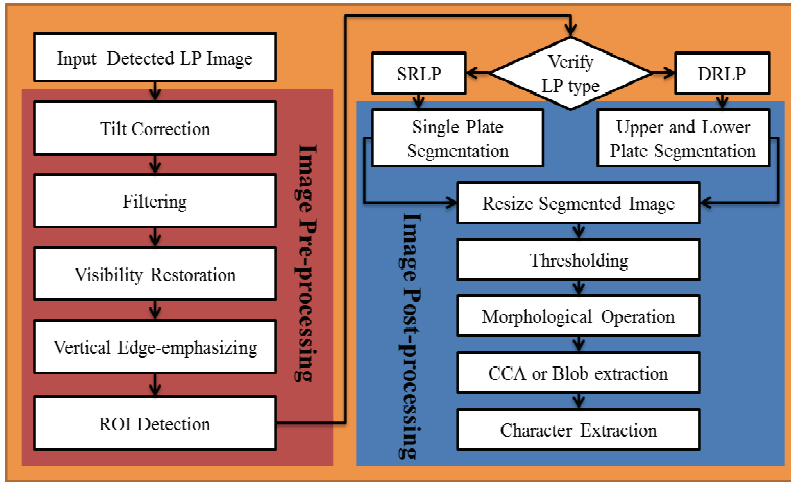 Input Detected LP Image
Tilt Correction
Filtering
Visibility Restoration
Vertical Edge-emphasizing
ROI Detection
Image Pre-processing
Verify
LP type
SRLP
DRLP
Single Plate
Segmentation
Upper and Lower
Plate Segmentation
Resize Segmented Image
Thresholding
Morphological Operation
CCA or Blob extraction
Character Extraction
Image Post-processing